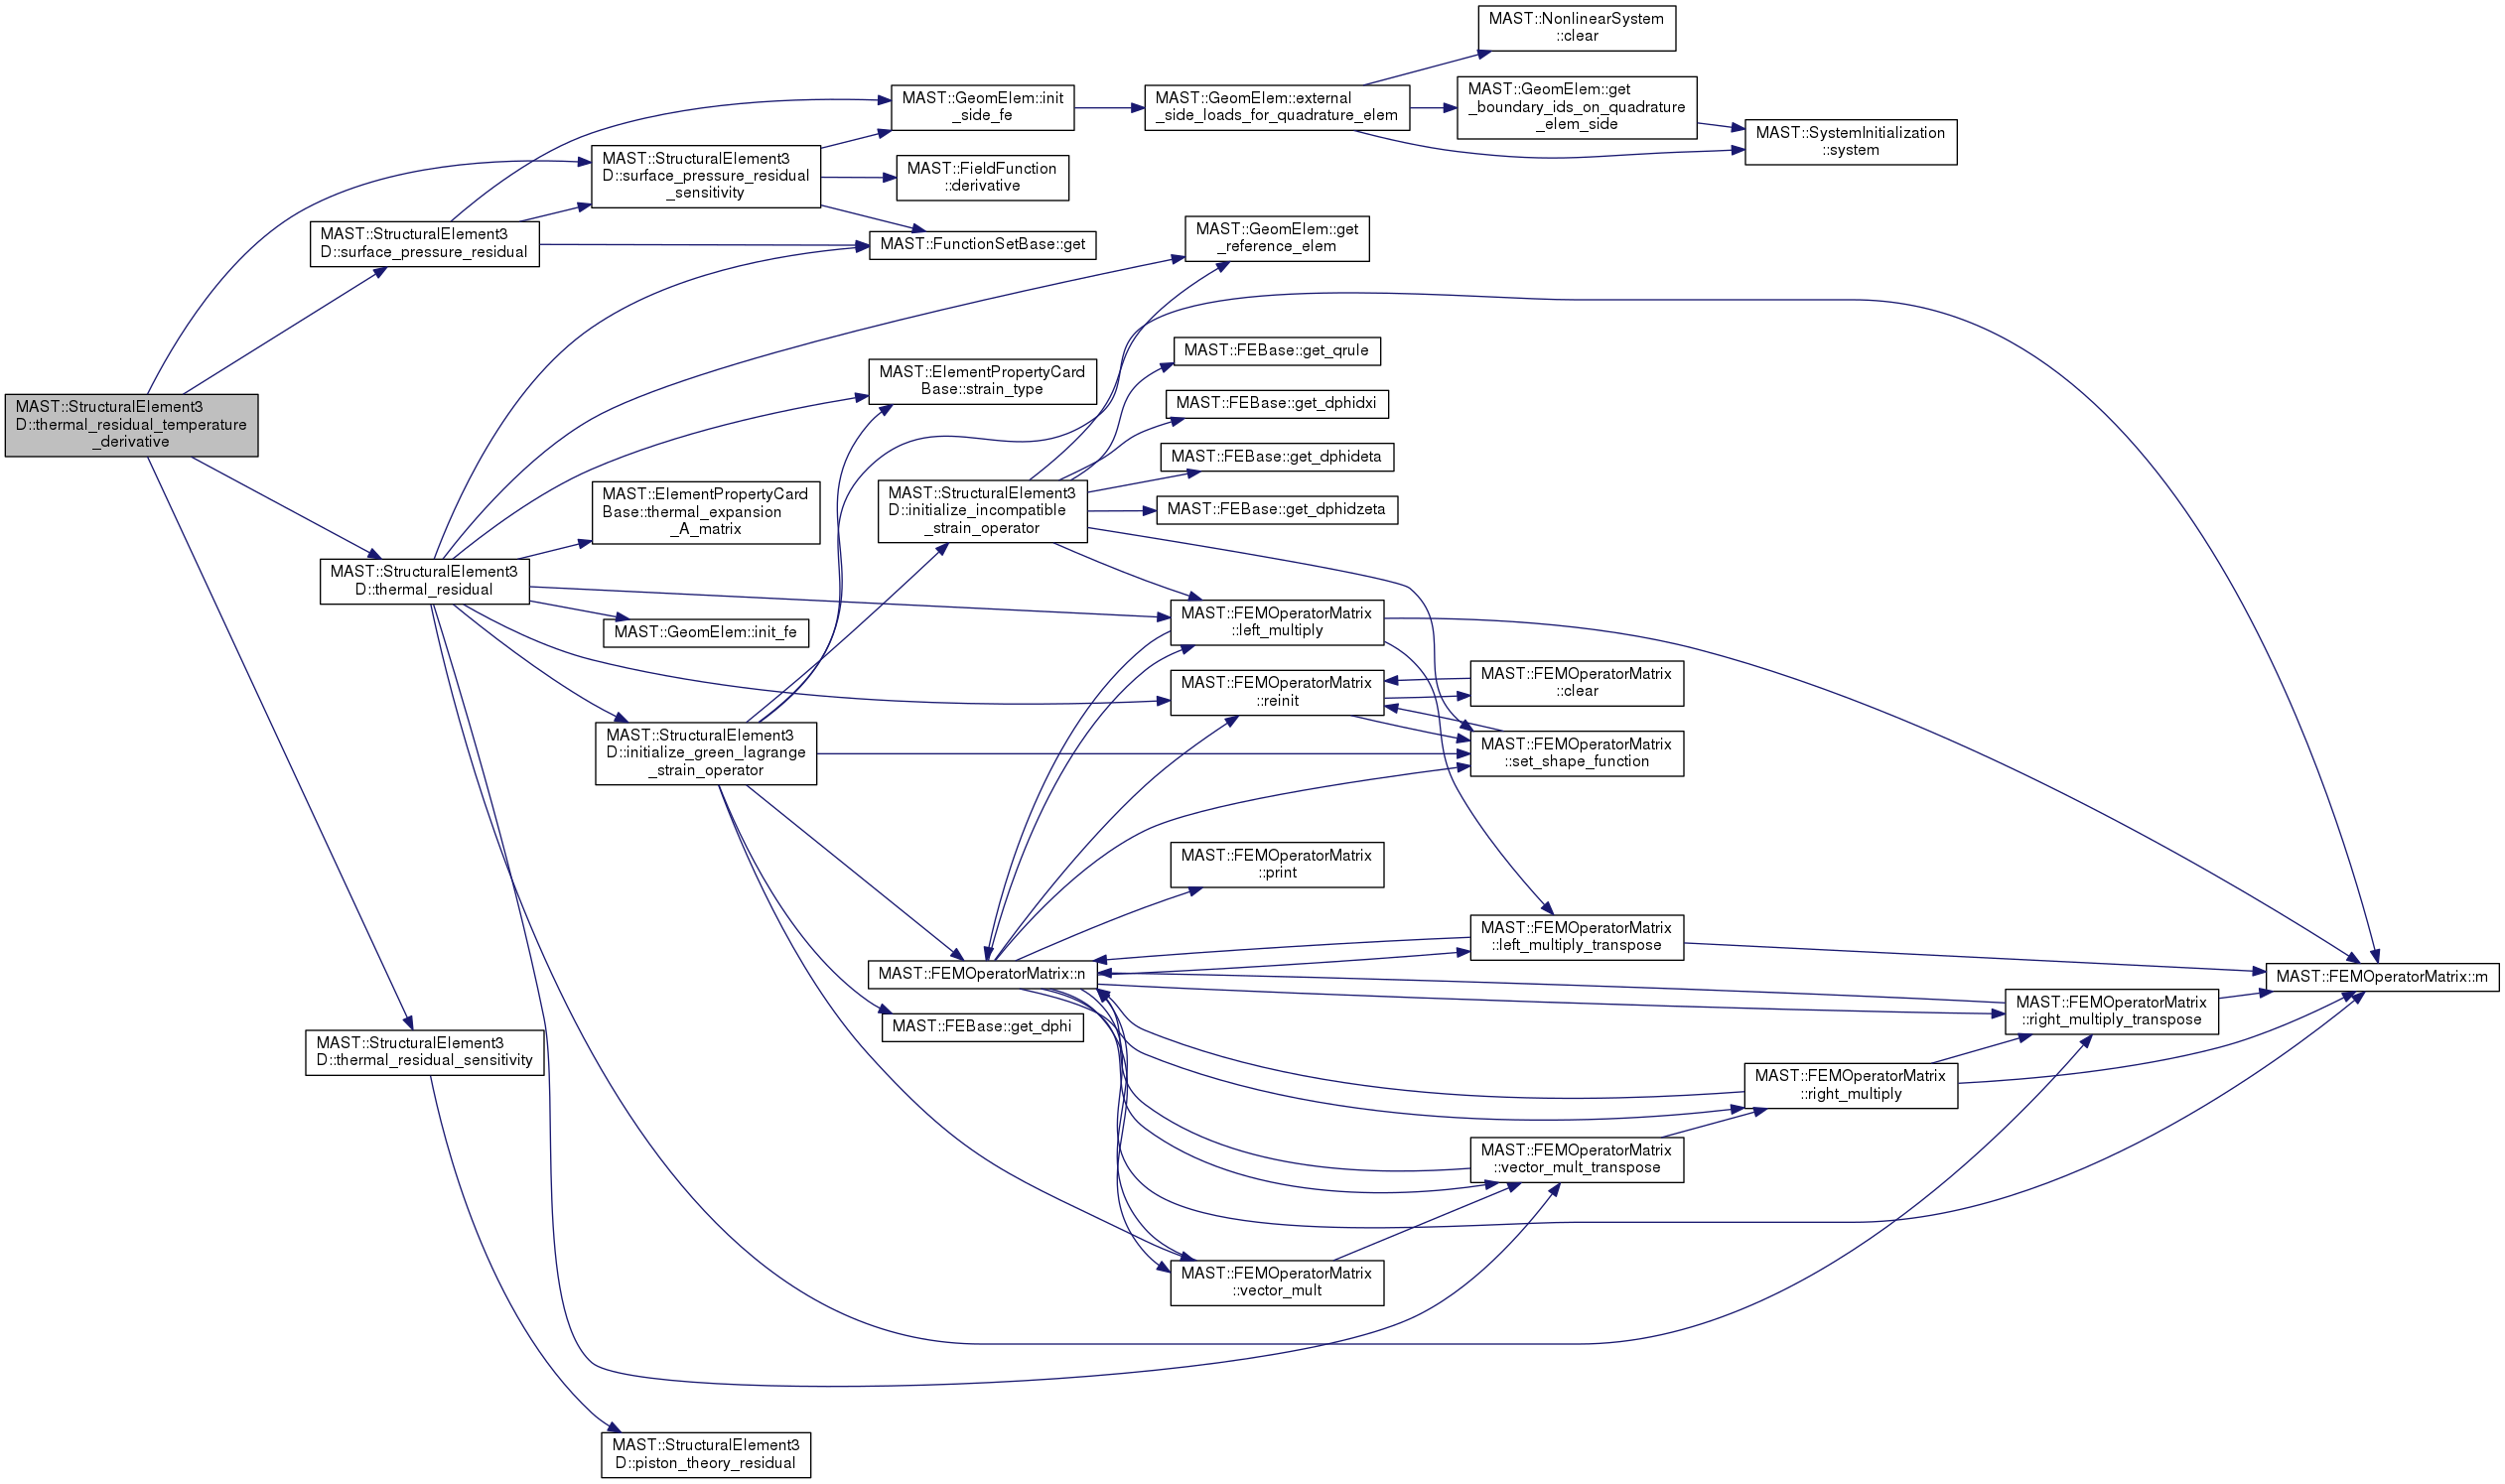 MAST::StructuralElement3
D::thermal_residual_temperature
_derivative
MAST::StructuralElement3
D::surface_pressure_residual
MAST::StructuralElement3
D::thermal_residual
MAST::StructuralElement3
D::thermal_residual_sensitivity
MAST::StructuralElement3
D::surface_pressure_residual
_sensitivity
MAST::ElementPropertyCard
Base::thermal_expansion
_A_matrix
MAST::GeomElem::init_fe
MAST::StructuralElement3
D::initialize_green_lagrange
_strain_operator
MAST::StructuralElement3
D::piston_theory_residual
MAST::GeomElem::init
_side_fe
MAST::FieldFunction
::derivative
MAST::FunctionSetBase::get
MAST::ElementPropertyCard
Base::strain_type
MAST::StructuralElement3
D::initialize_incompatible
_strain_operator
MAST::FEMOperatorMatrix::n
MAST::FEBase::get_dphi
MAST::GeomElem::external
_side_loads_for_quadrature_elem
MAST::GeomElem::get
_reference_elem
MAST::FEBase::get_qrule
MAST::FEBase::get_dphidxi
MAST::FEBase::get_dphideta
MAST::FEBase::get_dphidzeta
MAST::FEMOperatorMatrix
::left_multiply
MAST::FEMOperatorMatrix
::reinit
MAST::FEMOperatorMatrix
::print
MAST::FEMOperatorMatrix
::vector_mult
MAST::NonlinearSystem
::clear
MAST::GeomElem::get
_boundary_ids_on_quadrature
_elem_side
MAST::FEMOperatorMatrix
::clear
MAST::FEMOperatorMatrix
::set_shape_function
MAST::FEMOperatorMatrix
::left_multiply_transpose
MAST::FEMOperatorMatrix
::vector_mult_transpose
MAST::SystemInitialization
::system
MAST::FEMOperatorMatrix
::right_multiply
MAST::FEMOperatorMatrix
::right_multiply_transpose
MAST::FEMOperatorMatrix::m